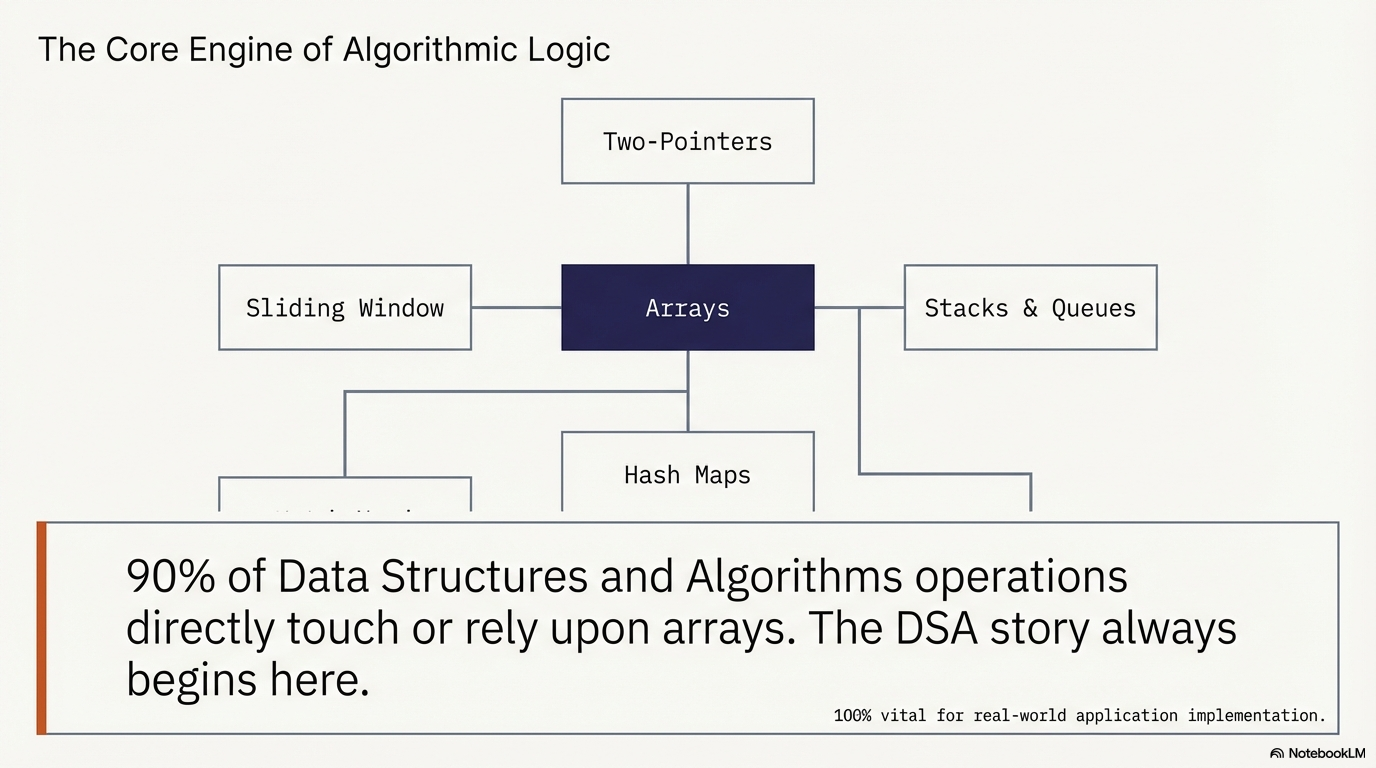 The Core Engine of Algorithmic Logic
Two-Pointers
Sliding Window
Arrays
Stacks & Queues
Hash Maps
90% of Data Structures and Algorithms operations
directly touch or rely upon arrays. The DSA story always
begins here.
100% vital for real-world application implementation.
NotebookLM